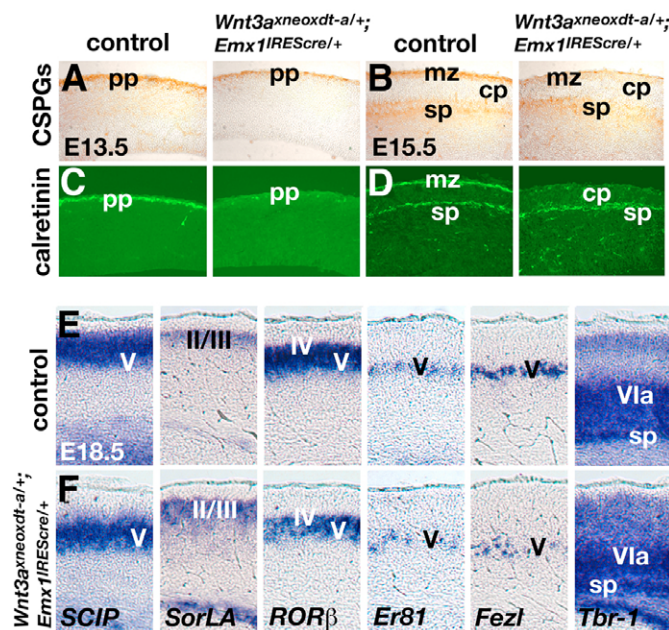 control
Wnt3axneoxdt-a/+;
Emx1IREScre/+
control
Wnt3axneoxdt-a/+;
Emx1IREScre/+
CSPGs
A pp
E13.5
pp
B mz
cp
sp
E15.5
mz
cp
sp
calretinin
C pp
pp
D mz
sp
cp
sp
control
E V
E18.5
II/III
IV
V
V
V
VIa
sp
Wnt3axneoxdt-a/+;
Emx1IREScre/+
F V
SCIP
II/III
SorLA
IV
V
RORβ
V
Er81
V
Fezl
VIa
sp
Tbr-1